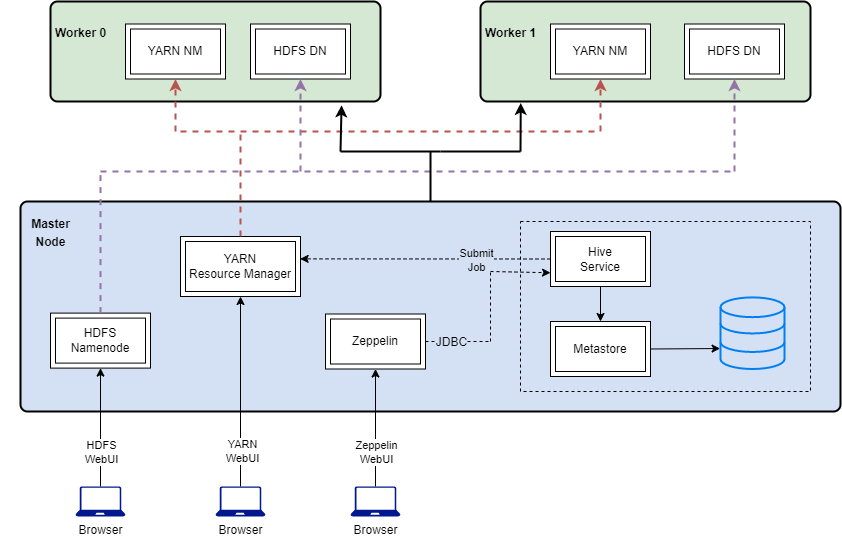 Worker 0
YARN NM
HDFS DN
Worker 1
YARN NM
HDFS DN
Master
Node
YARN
Resource Manager
Submit
Job
Hive
Service
HDFS
Namenode
Zeppelin
JDBC
Metastore
HDFS
WebUI
YARN
WebUI
Zeppelin
WebUI
Browser
Browser
Browser